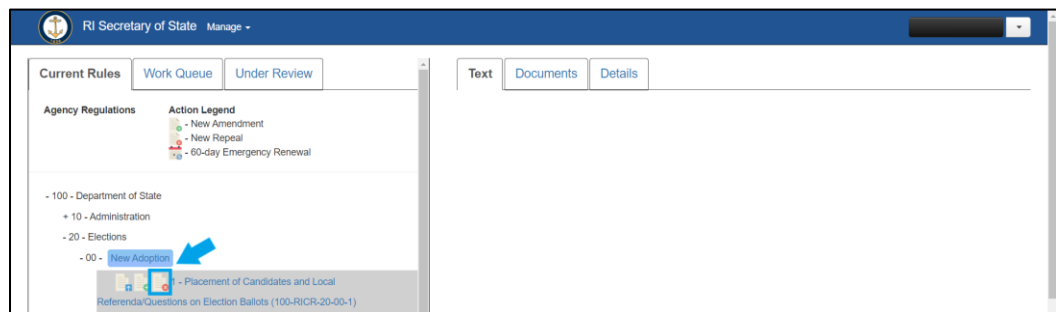 RI Secretary of State Manage
Current Rules Work Queue Under Review
Text Documents Details
Agency Regulations Action Legend
- New Amendment
- New Repeal
- 60-day Emergency Renewal
- 100 - Department of State
+ 10 - Administration
- 20 - Elections
- 00 - New Adoption
1 - Placement of Candidates and Local
Referenda/Questions on Election Ballots (100-RICR-20-00-1)